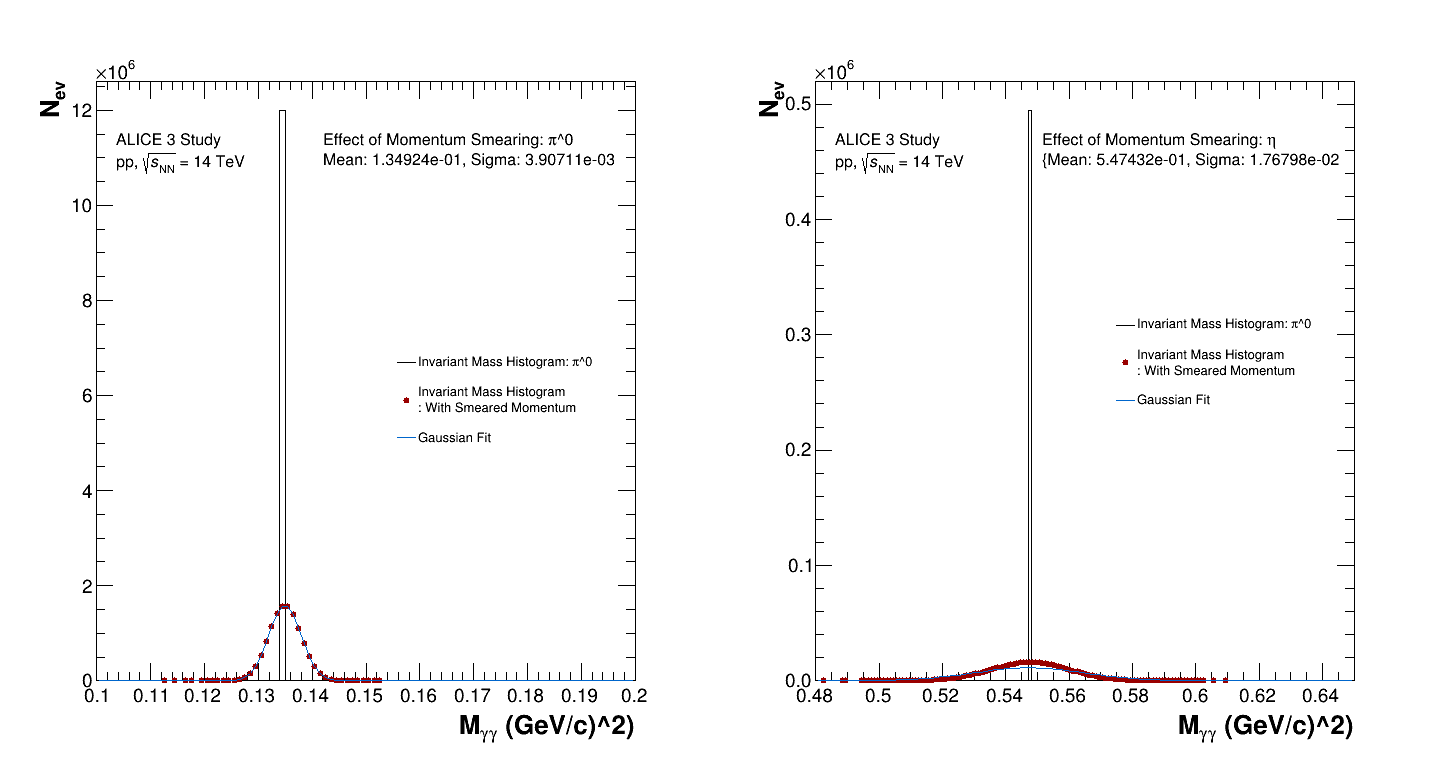 ×10⁶
N_ev
12
ALICE 3 Study
pp, √s_NN = 14 TeV
Effect of Momentum Smearing: π^0
Mean: 1.34924e-01, Sigma: 3.90711e-03
10
8
Invariant Mass Histogram: π^0
6
Invariant Mass Histogram
: With Smeared Momentum
Gaussian Fit
4
2
0
0.1 0.11 0.12 0.13 0.14 0.15 0.16 0.17 0.18 0.19 0.2
M_γγ (GeV/c)^2)
×10⁶
N_ev
0.5
ALICE 3 Study
pp, √s_NN = 14 TeV
Effect of Momentum Smearing: η
{Mean: 5.47432e-01, Sigma: 1.76798e-02
0.4
Invariant Mass Histogram: π^0
0.3
Invariant Mass Histogram
: With Smeared Momentum
Gaussian Fit
0.2
0.1
0.0
0.48 0.5 0.52 0.54 0.56 0.58 0.6 0.62 0.64
M_γγ (GeV/c)^2)